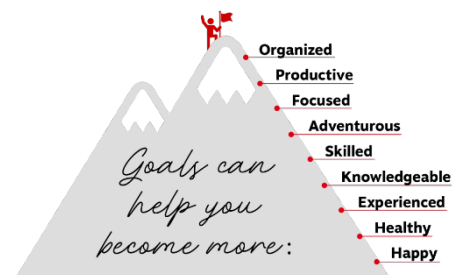 Goals can
help you
become more:
Organized
Productive
Focused
Adventurous
Skilled
Knowledgeable
Experienced
Healthy
Happy